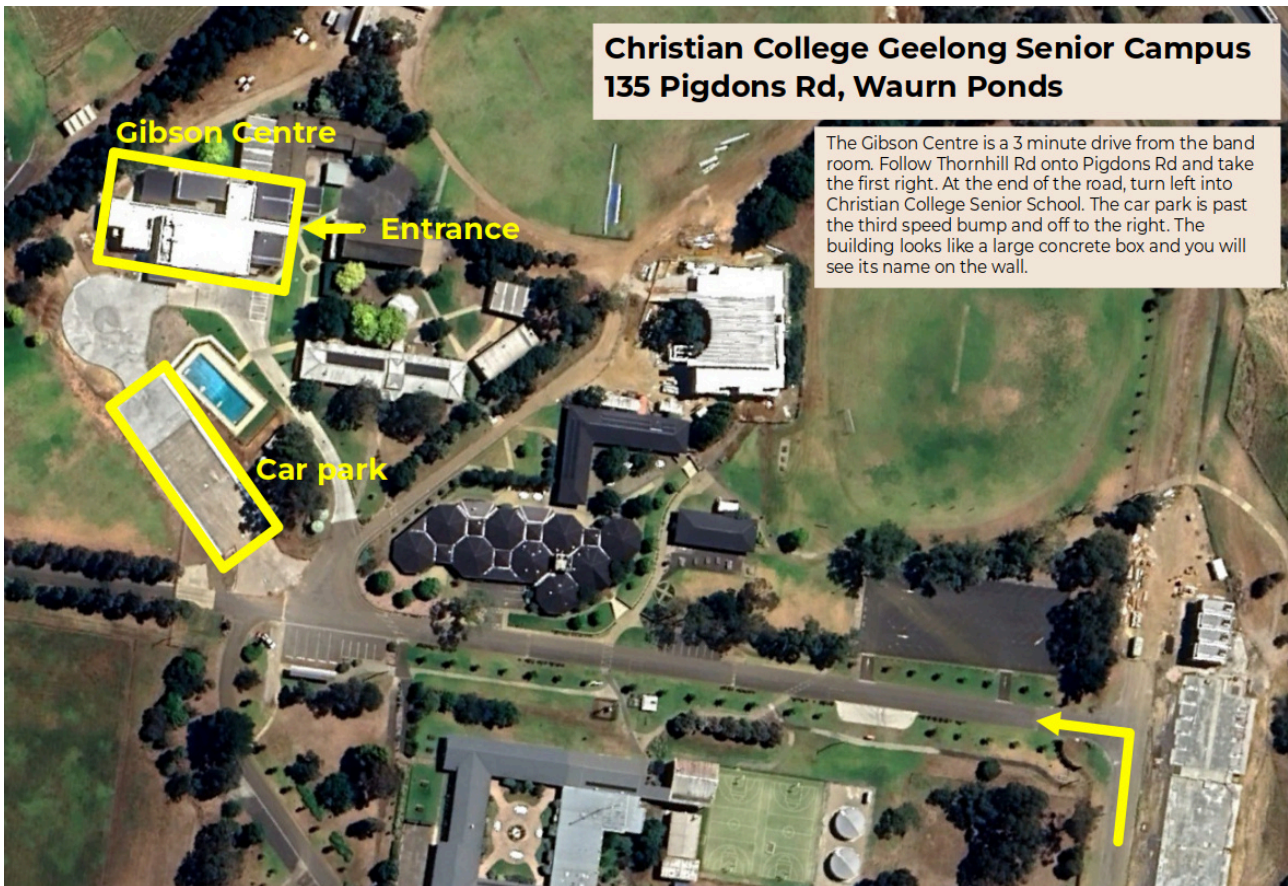 Christian College Geelong Senior Campus
135 Pigdons Rd, Waurn Ponds
The Gibson Centre is a 3 minute drive from the band
room. Follow Thornhill Rd onto Pigdons Rd and take
the first right. At the end of the road, turn left into
Christian College Senior School. The car park is past
the third speed bump and off to the right. The
building looks like a large concrete box and you will
see its name on the wall.
Gibson Centre
Entrance
Car park